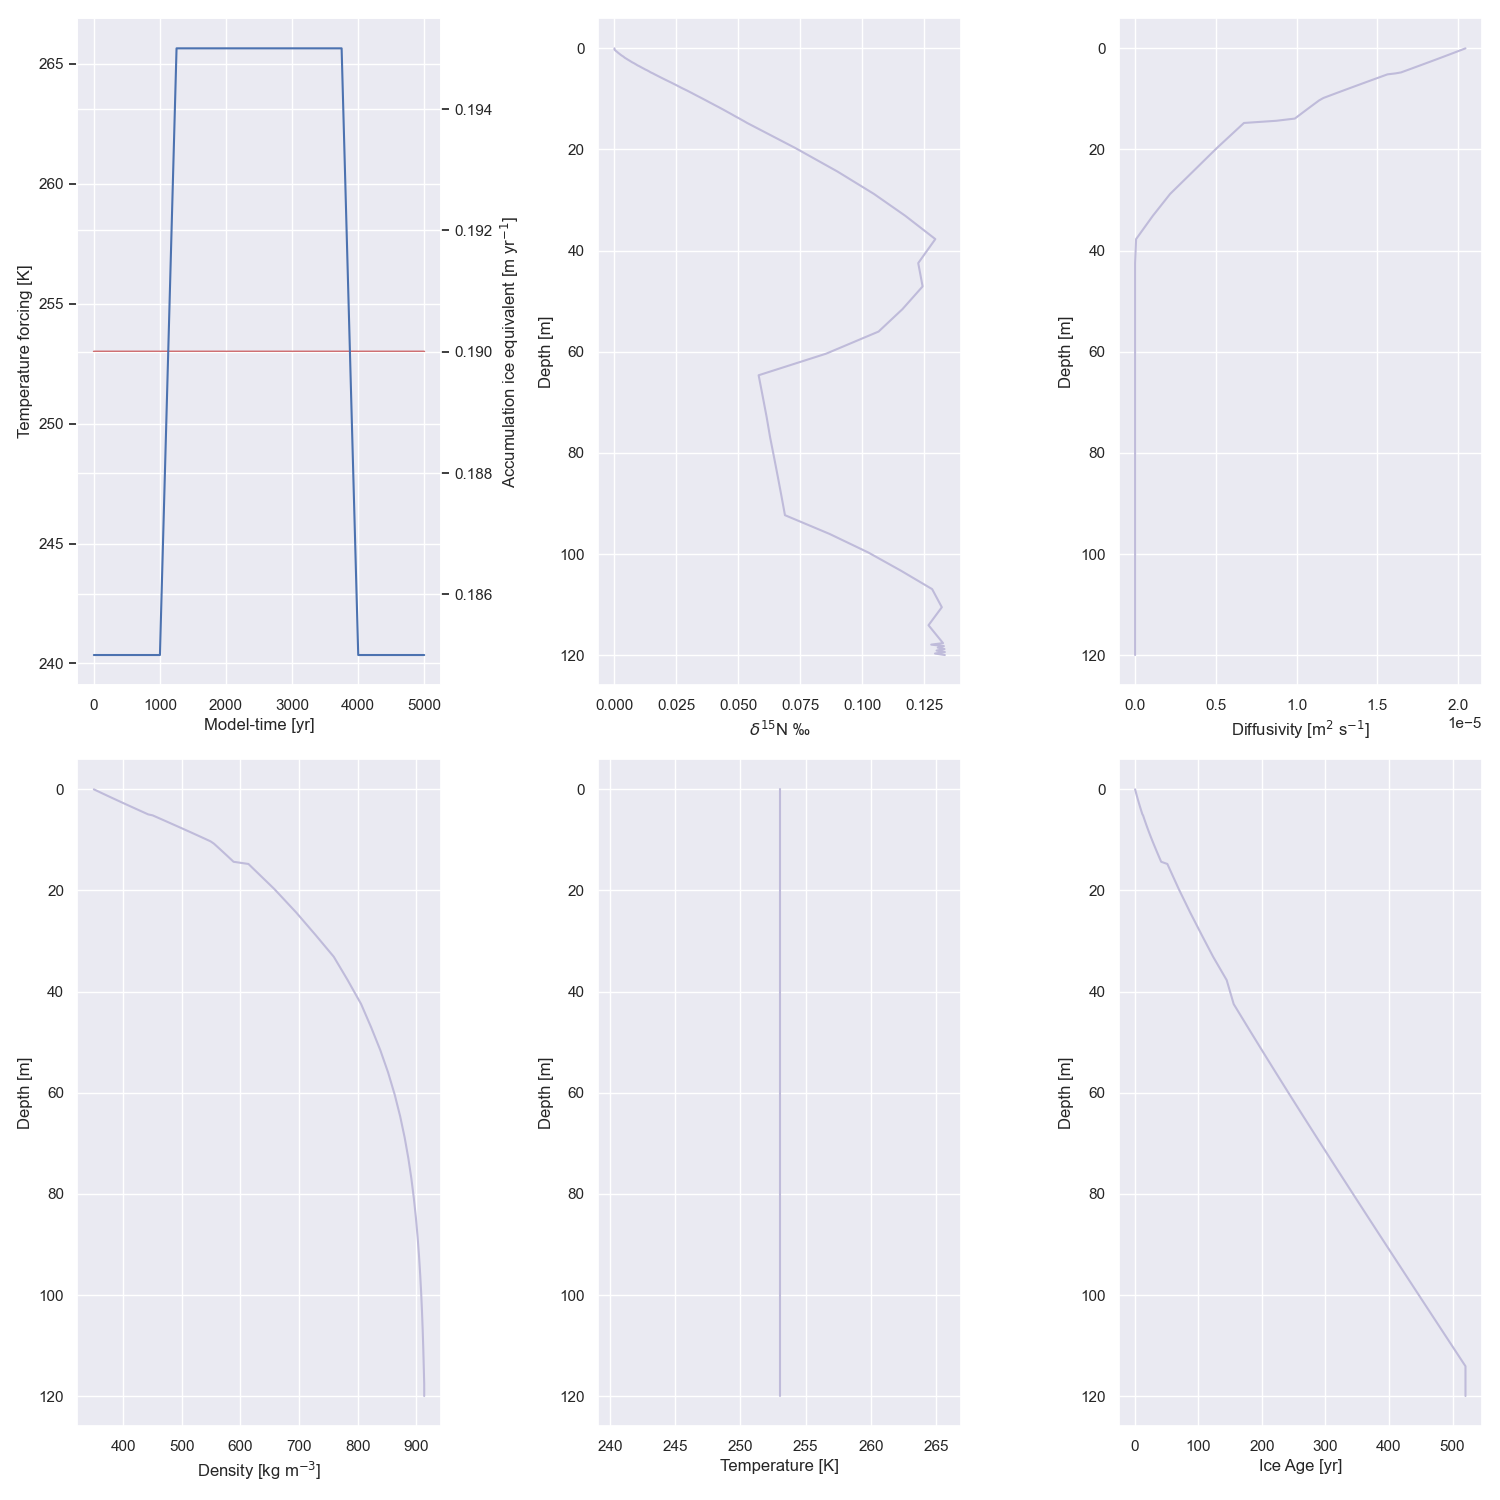 Temperature forcing [K]
265
260
255
250
245
240
0 1000 2000 3000 4000 5000
Model-time [yr]
0.194
0.192
0.190
0.188
0.186
Accumulation ice equivalent [m yr⁻¹]
Depth [m]
0
20
40
60
80
100
120
0.000 0.025 0.050 0.075 0.100 0.125
δ¹⁵N ‰
Depth [m]
0
20
40
60
80
100
120
0.0 0.5 1.0 1.5 2.0
1e−5
Diffusivity [m² s⁻¹]
Depth [m]
0
20
40
60
80
100
120
400 500 600 700 800 900
Density [kg m⁻³]
Depth [m]
0
20
40
60
80
100
120
240 245 250 255 260 265
Temperature [K]
Depth [m]
0
20
40
60
80
100
120
0 100 200 300 400 500
Ice Age [yr]